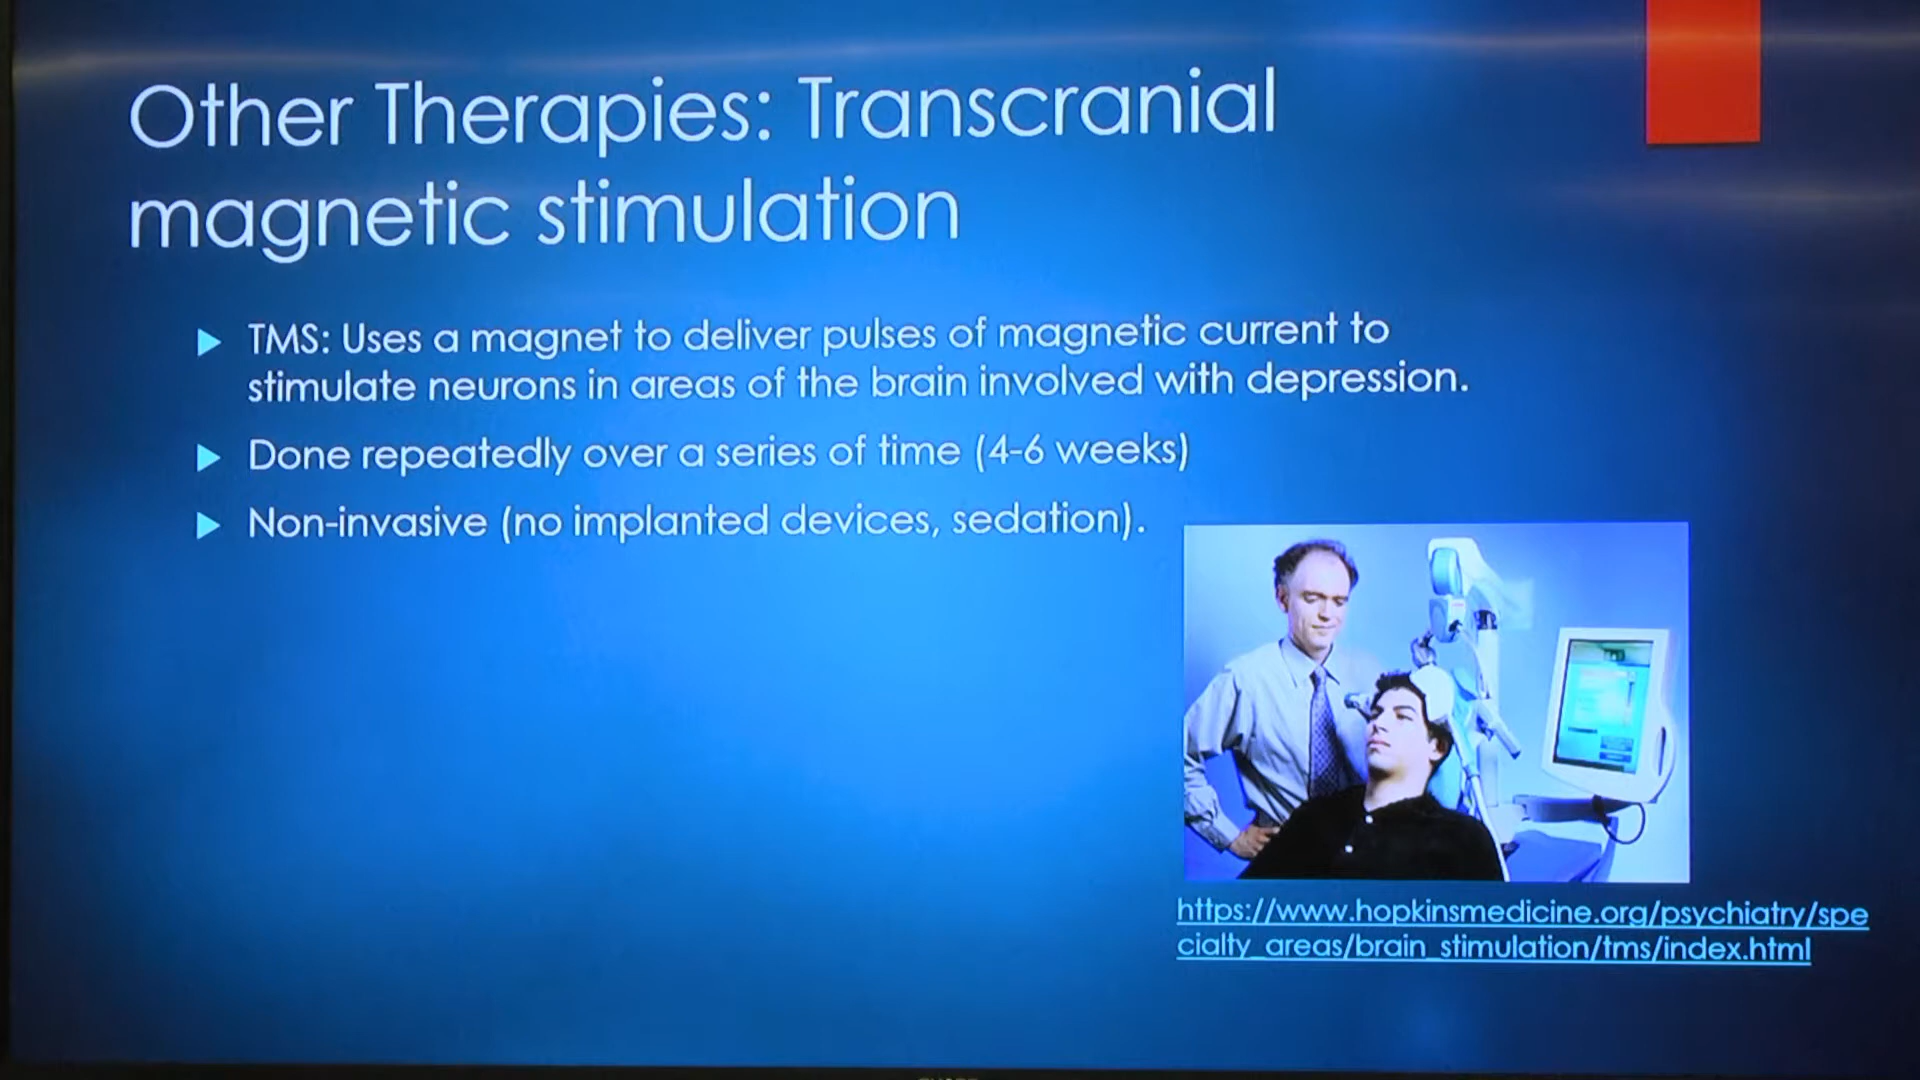 Other Therapies: Transcranial
magnetic stimulation
TMS: Uses a magnet to deliver pulses of magnetic current to
stimulate neurons in areas of the brain involved with depression.
Done repeatedly over a series of time (4-6 weeks)
Non-invasive (no implanted devices, sedation).
https://www.hopkinsmedicine.org/psychiatry/spe
cialty_areas/brain_stimulation/tms/index.html